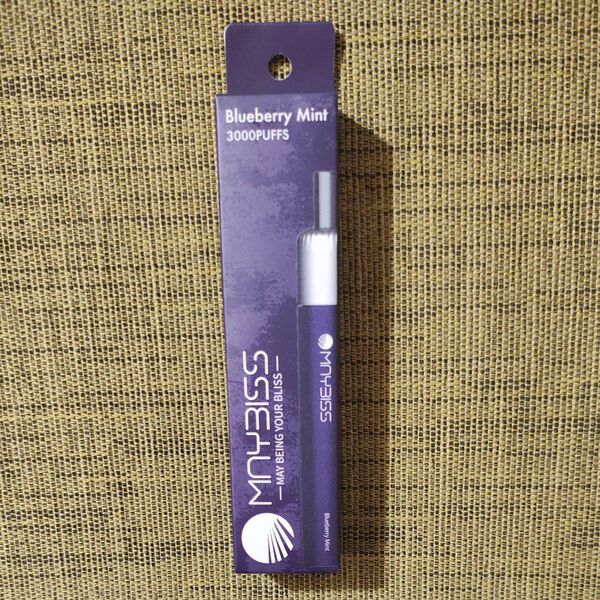 Blueberry Mint
3000PUFFS
MAYBISS
—MAY BEING YOUR BLISS—
MAYBISS
Blueberry Mint